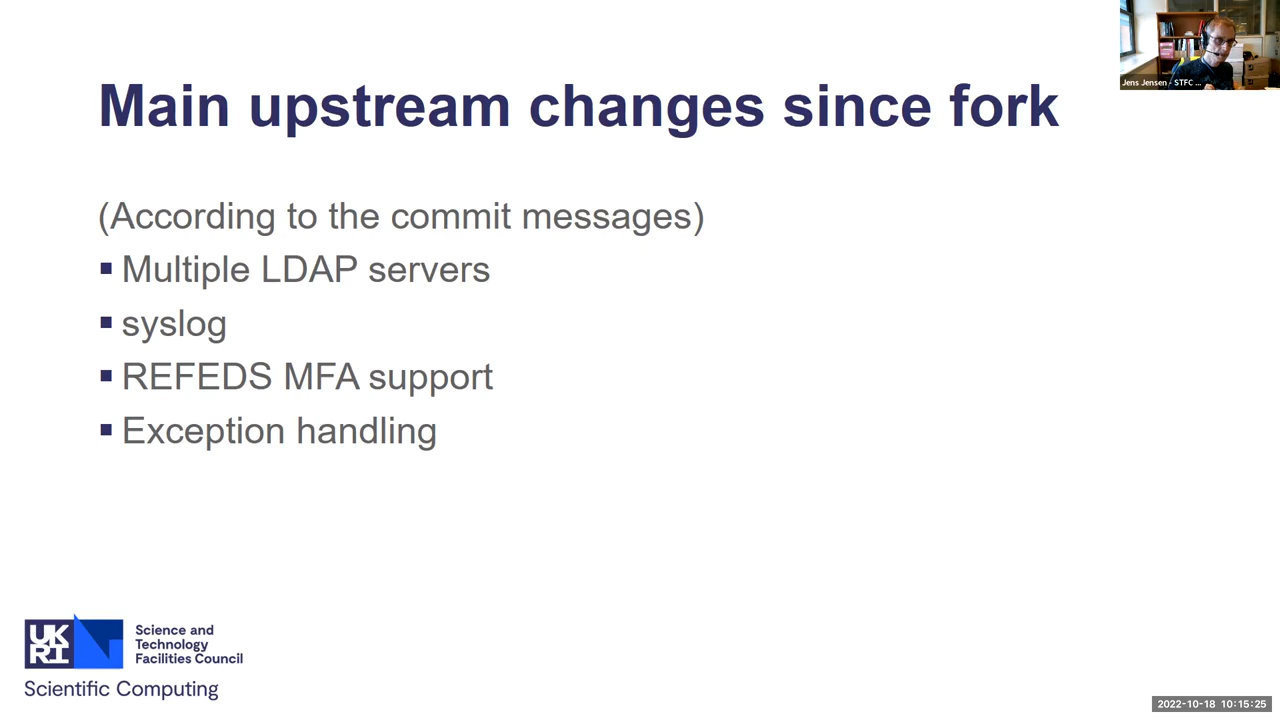 Main upstream changes since fork
Jens Jensen - STFC ...
(According to the commit messages)
▪ Multiple LDAP servers
▪ syslog
▪ REFEDS MFA support
▪ Exception handling
UK
RI
Science and
Technology
Facilities Council
Scientific Computing
2022-10-18 10:15:25